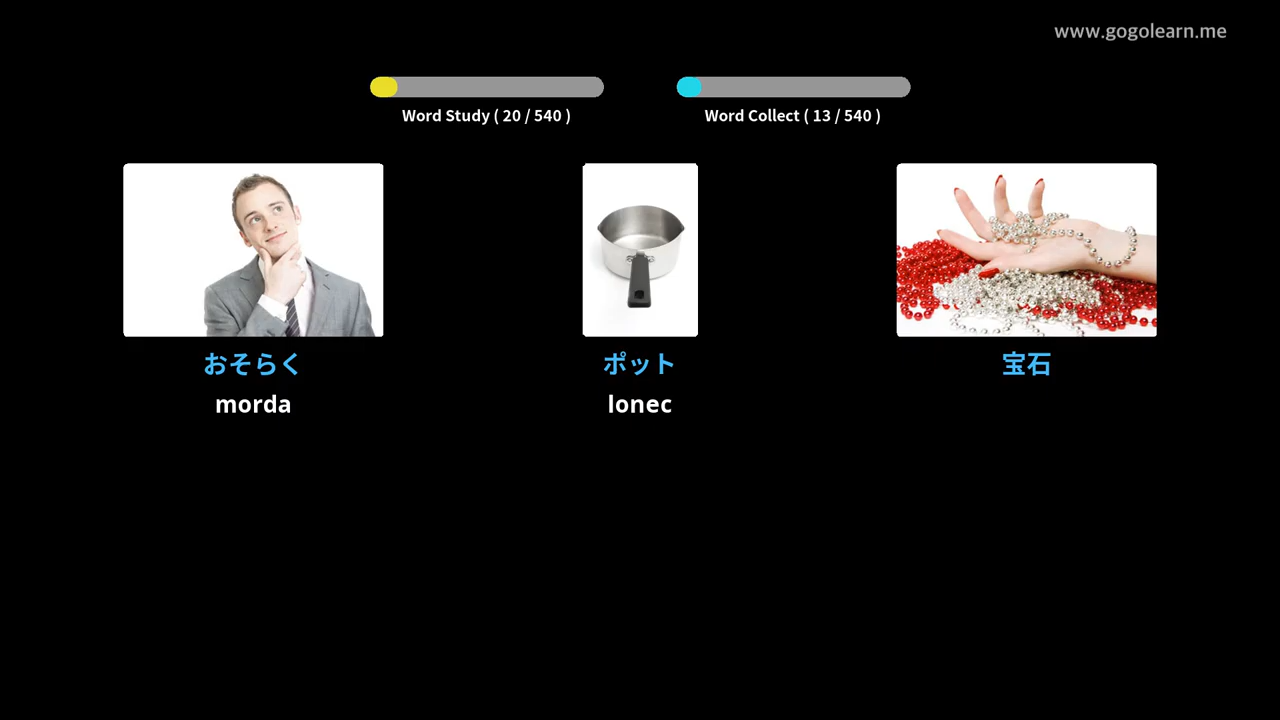 www.gogolearn.me
Word Study ( 20 / 540 )
Word Collect ( 13 / 540 )
おそらく
morda
ポット
lonec
宝石